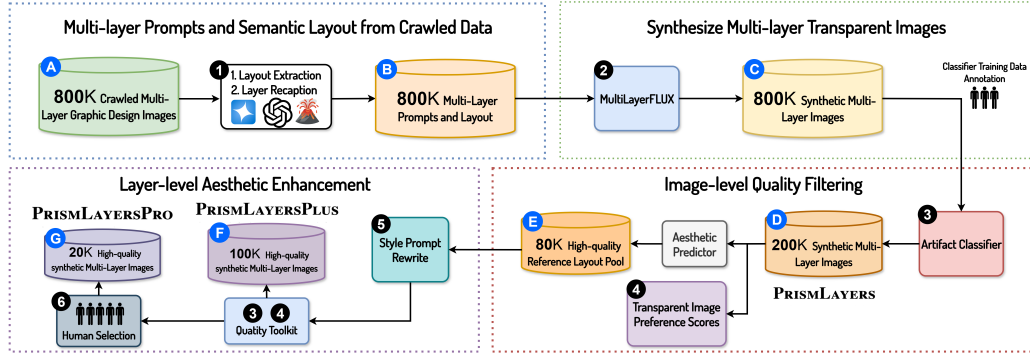 Multi-layer Prompts and Semantic Layout from Crawled Data
A
800K Crawled Multi-
Layer Graphic Design Images
1
1. Layout Extraction
2. Layer Recaption
B
800K Multi-Layer
Prompts and Layout
Synthesize Multi-layer Transparent Images
2
MultiLayerFLUX
C
800K Synthetic Multi-
Layer Images
Classifier Training Data
Annotation
Image-level Quality Filtering
3
Artifact Classifier
D
200K Synthetic Multi-
Layer Images
PRISMLAYERS
Aesthetic
Predictor
4
Transparent Image
Preference Scores
E
80K High-quality
Reference Layout Pool
Layer-level Aesthetic Enhancement
5
Style Prompt
Rewrite
PRISMLAYERSPLUS
F
100K High-quality
synthetic Multi-Layer Images
3 4
Quatity Toolkit
PRISMLAYERSPRO
G
20K High-quality
synthetic Multi-Layer Images
6
Human Selection